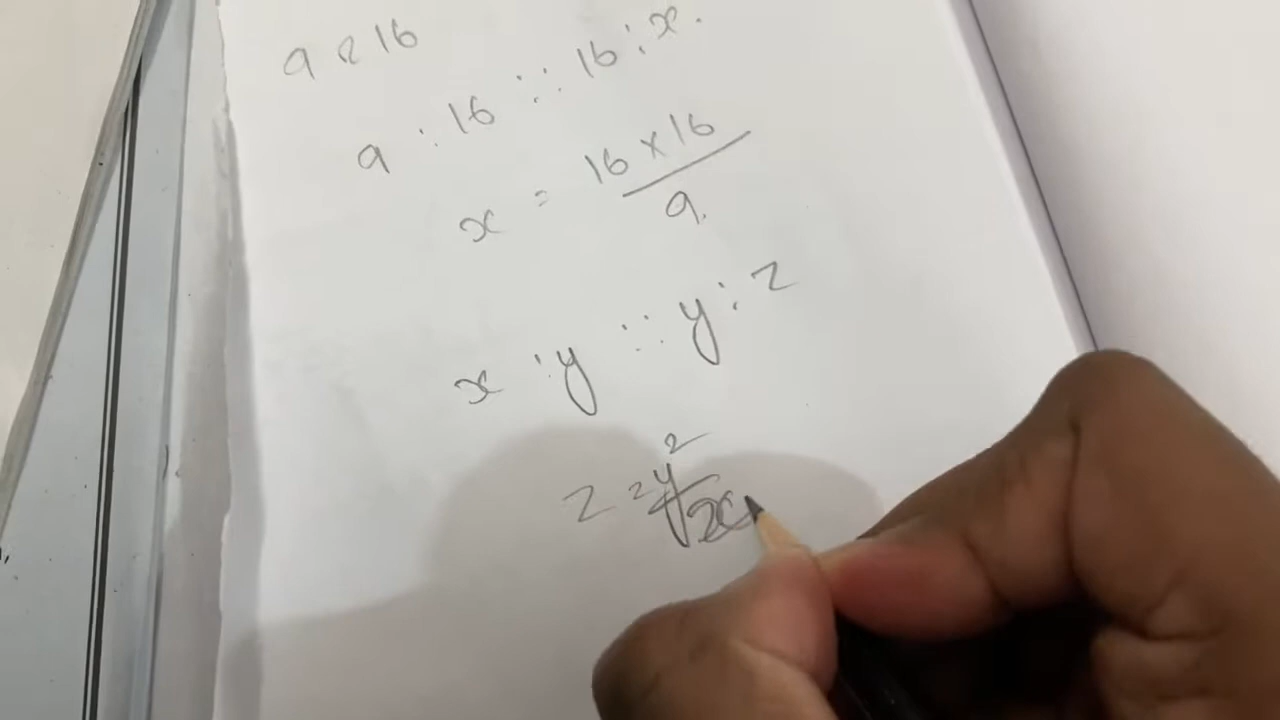 9 & 16
9 : 16 :: 16 : x.
x = 16 × 16 / 9.
x : y :: y : z
z = y² / x